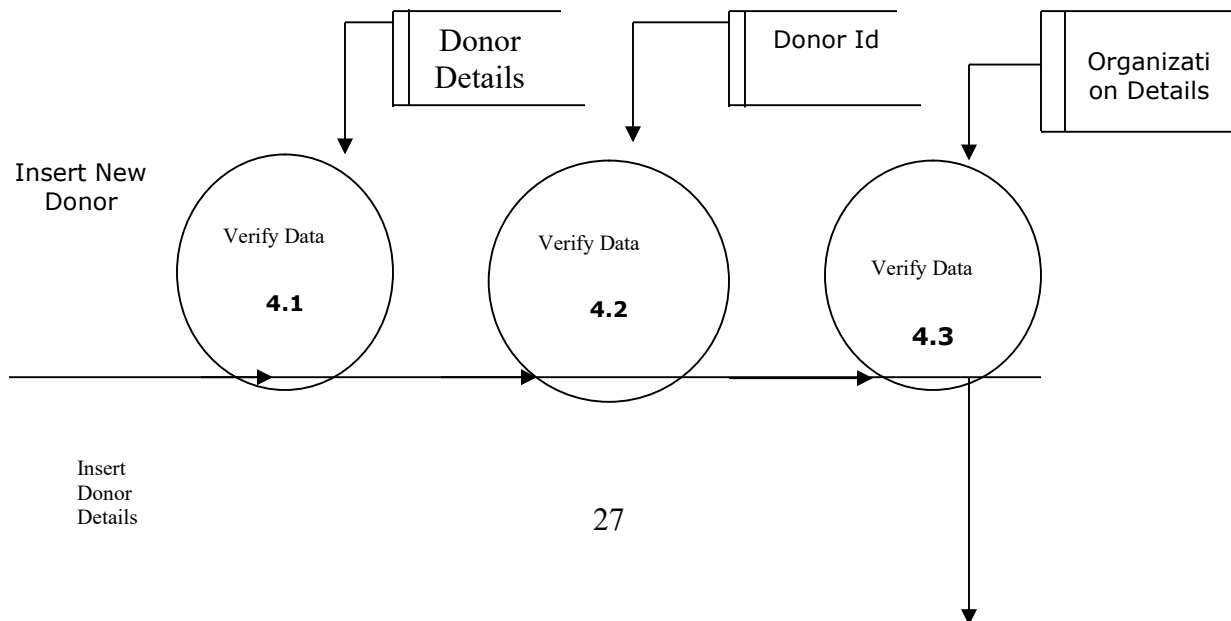 Donor
Details
Donor Id
Organizati
on Details
Insert New
Donor
Verify Data
4.1
Verify Data
4.2
Verify Data
4.3
Insert
Donor
Details
27